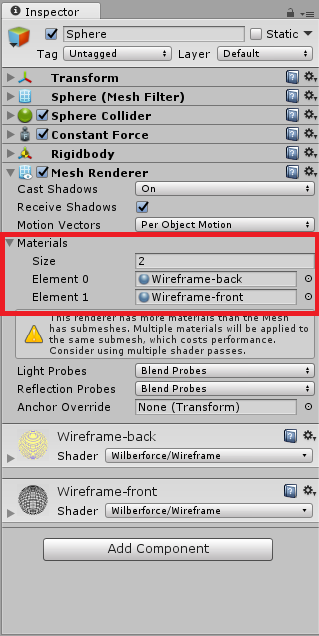 Inspector
Sphere Static
Tag Untagged Layer Default
Transform
Sphere (Mesh Filter)
Sphere Collider
Constant Force
Rigidbody
Mesh Renderer
Cast Shadows On
Receive Shadows
Motion Vectors Per Object Motion
Materials
Size 2
Element 0 Wireframe-back
Element 1 Wireframe-front
This renderer has more materials than the Mesh
has submeshes. Multiple materials will be applied to
the same submesh, which costs performance.
Consider using multiple shader passes.
Light Probes Blend Probes
Reflection Probes Blend Probes
Anchor Override None (Transform)
Wireframe-back
Shader Wilberforce/Wireframe
Wireframe-front
Shader Wilberforce/Wireframe
Add Component